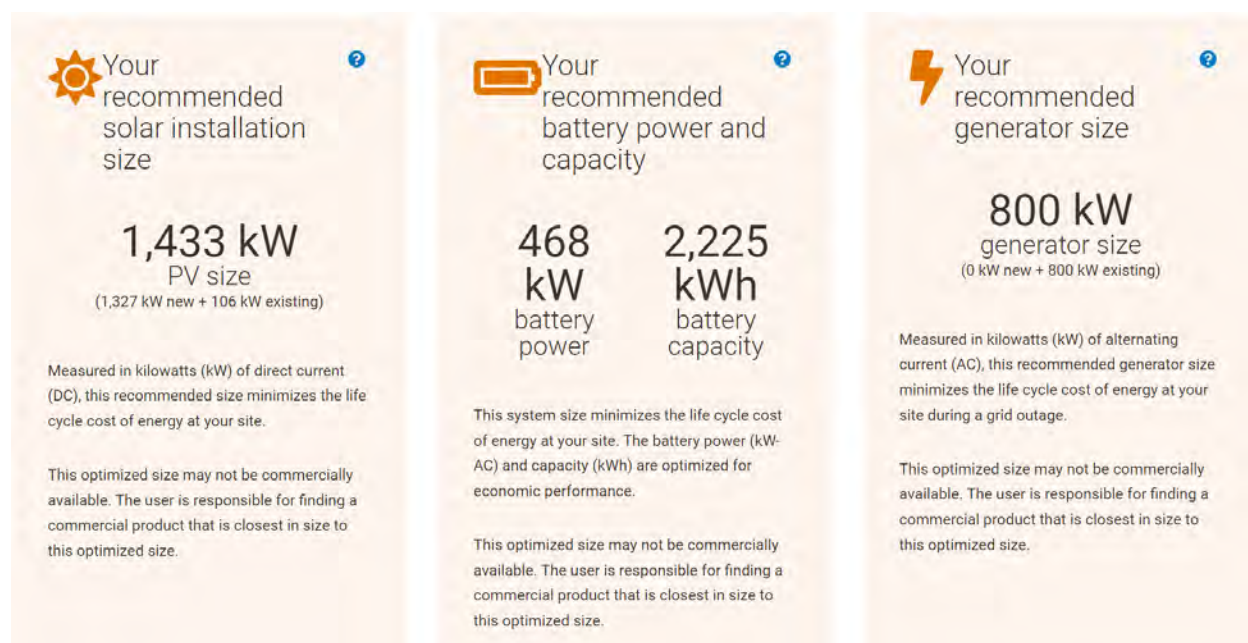 Your
recommended
solar installation
size
?
1,433 kW
PV size
(1,327 kW new + 106 kW existing)
Measured in kilowatts (kW) of direct current
(DC), this recommended size minimizes the life
cycle cost of energy at your site.
This optimized size may not be commercially
available. The user is responsible for finding a
commercial product that is closest in size to
this optimized size.
Your
recommended
battery power and
capacity
?
468
kW
battery
power
2,225
kWh
battery
capacity
This system size minimizes the life cycle cost
of energy at your site. The battery power (kW-
AC) and capacity (kWh) are optimized for
economic performance.
This optimized size may not be commercially
available. The user is responsible for finding a
commercial product that is closest in size to
this optimized size.
Your
recommended
generator size
?
800 kW
generator size
(0 kW new + 800 kW existing)
Measured in kilowatts (kW) of alternating
current (AC), this recommended generator size
minimizes the life cycle cost of energy at your
site during a grid outage.
This optimized size may not be commercially
available. The user is responsible for finding a
commercial product that is closest in size to
this optimized size.